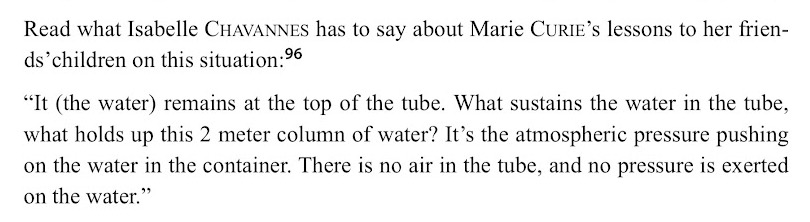 Read what Isabelle CHAVANNES has to say about Marie CURIE’s lessons to her frien-
ds’children on this situation:96
“It (the water) remains at the top of the tube. What sustains the water in the tube,
what holds up this 2 meter column of water? It’s the atmospheric pressure pushing
on the water in the container. There is no air in the tube, and no pressure is exerted
on the water.”